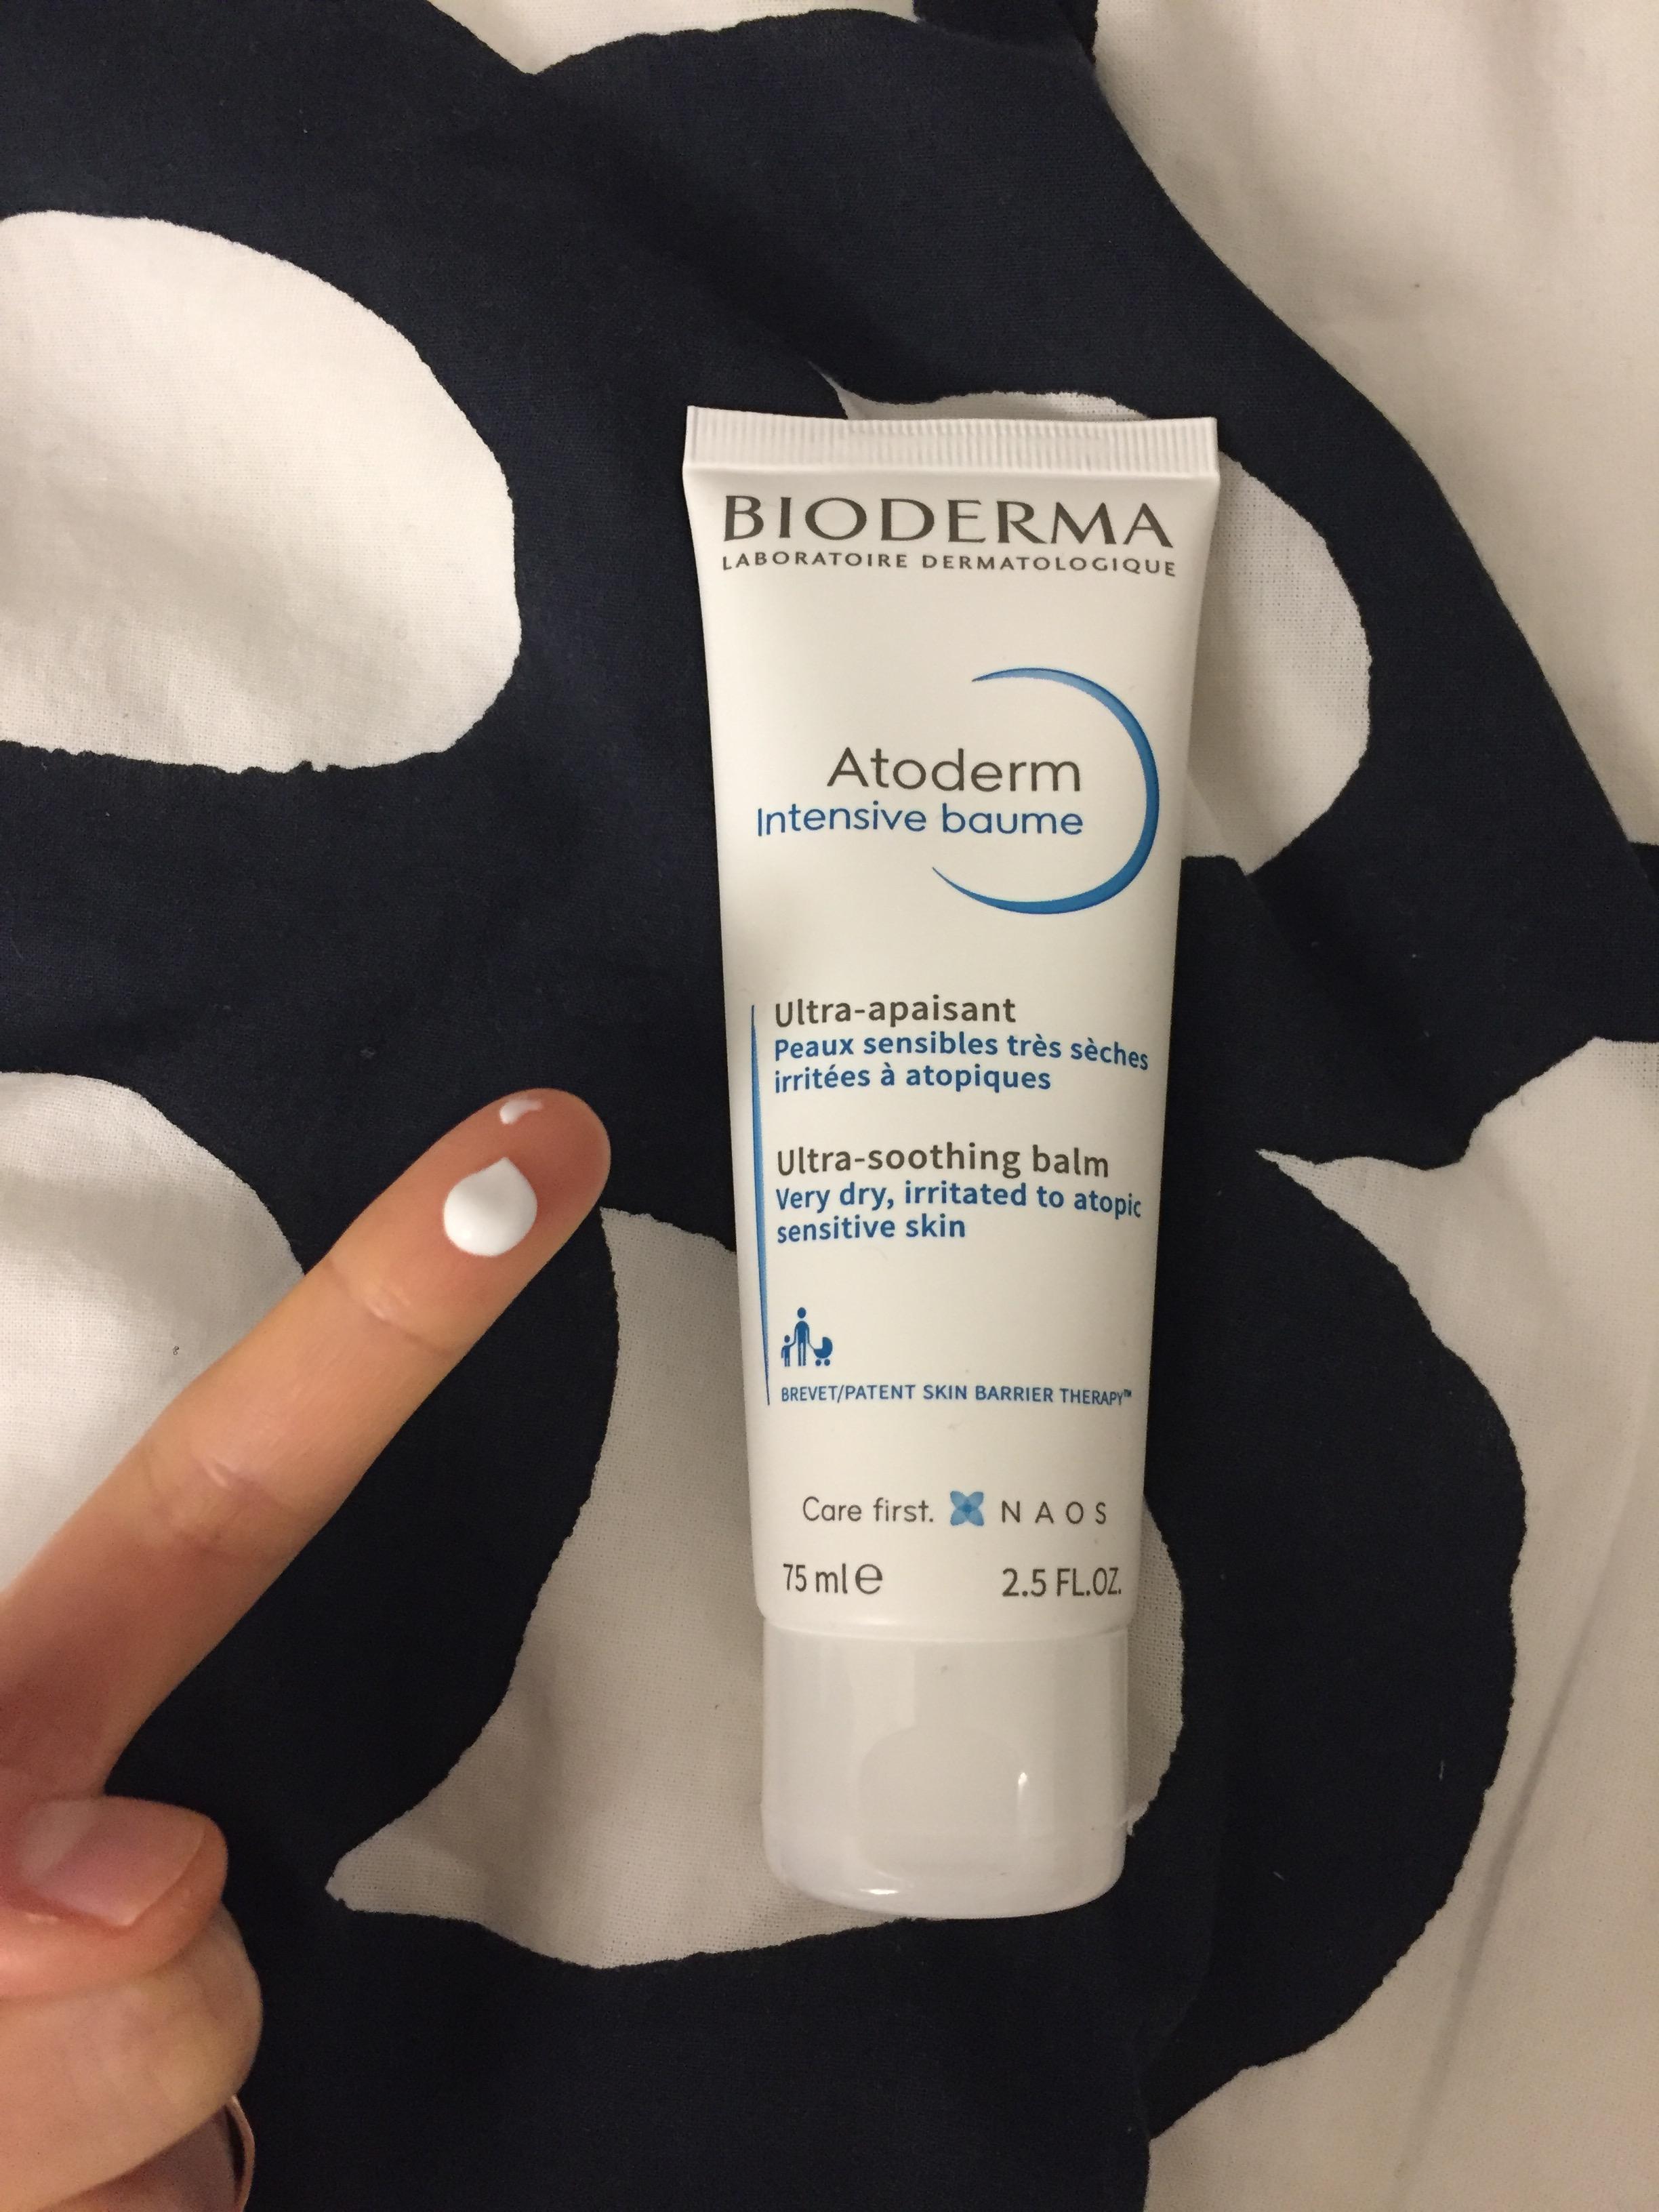 BIODERMA
LABORATOIRE DERMATOLOGIQUE
Atoderm
Intensive baume
Ultra-apaisant
Peaux sensibles très sèches
irritées à atopiques
Ultra-soothing balm
Very dry, irritated to atopic
sensitive skin
BREVET/PATENT SKIN BARRIER THERAPY™
Care first. NAOS
75 ml e 2.5 FL.OZ.